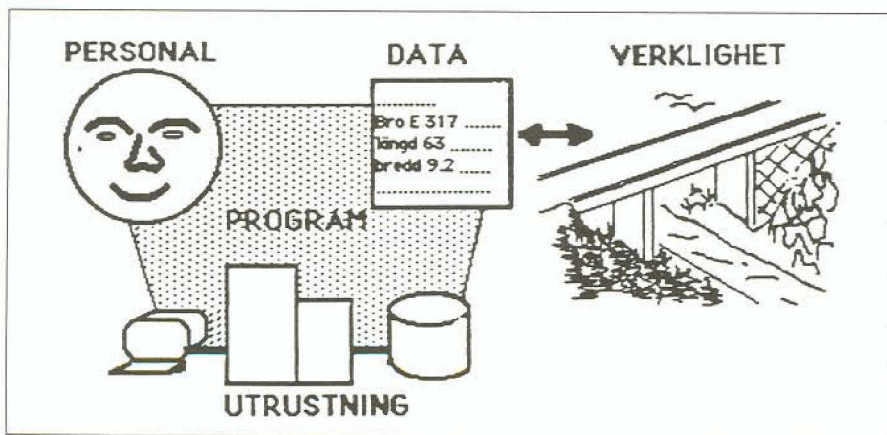 PERSONAL
DATA
VERKLIGHET
..............
Bro E 317 ........
längd 63 ......
bredd 9.2 ......
............................
PROGRAM
UTRUSTNING